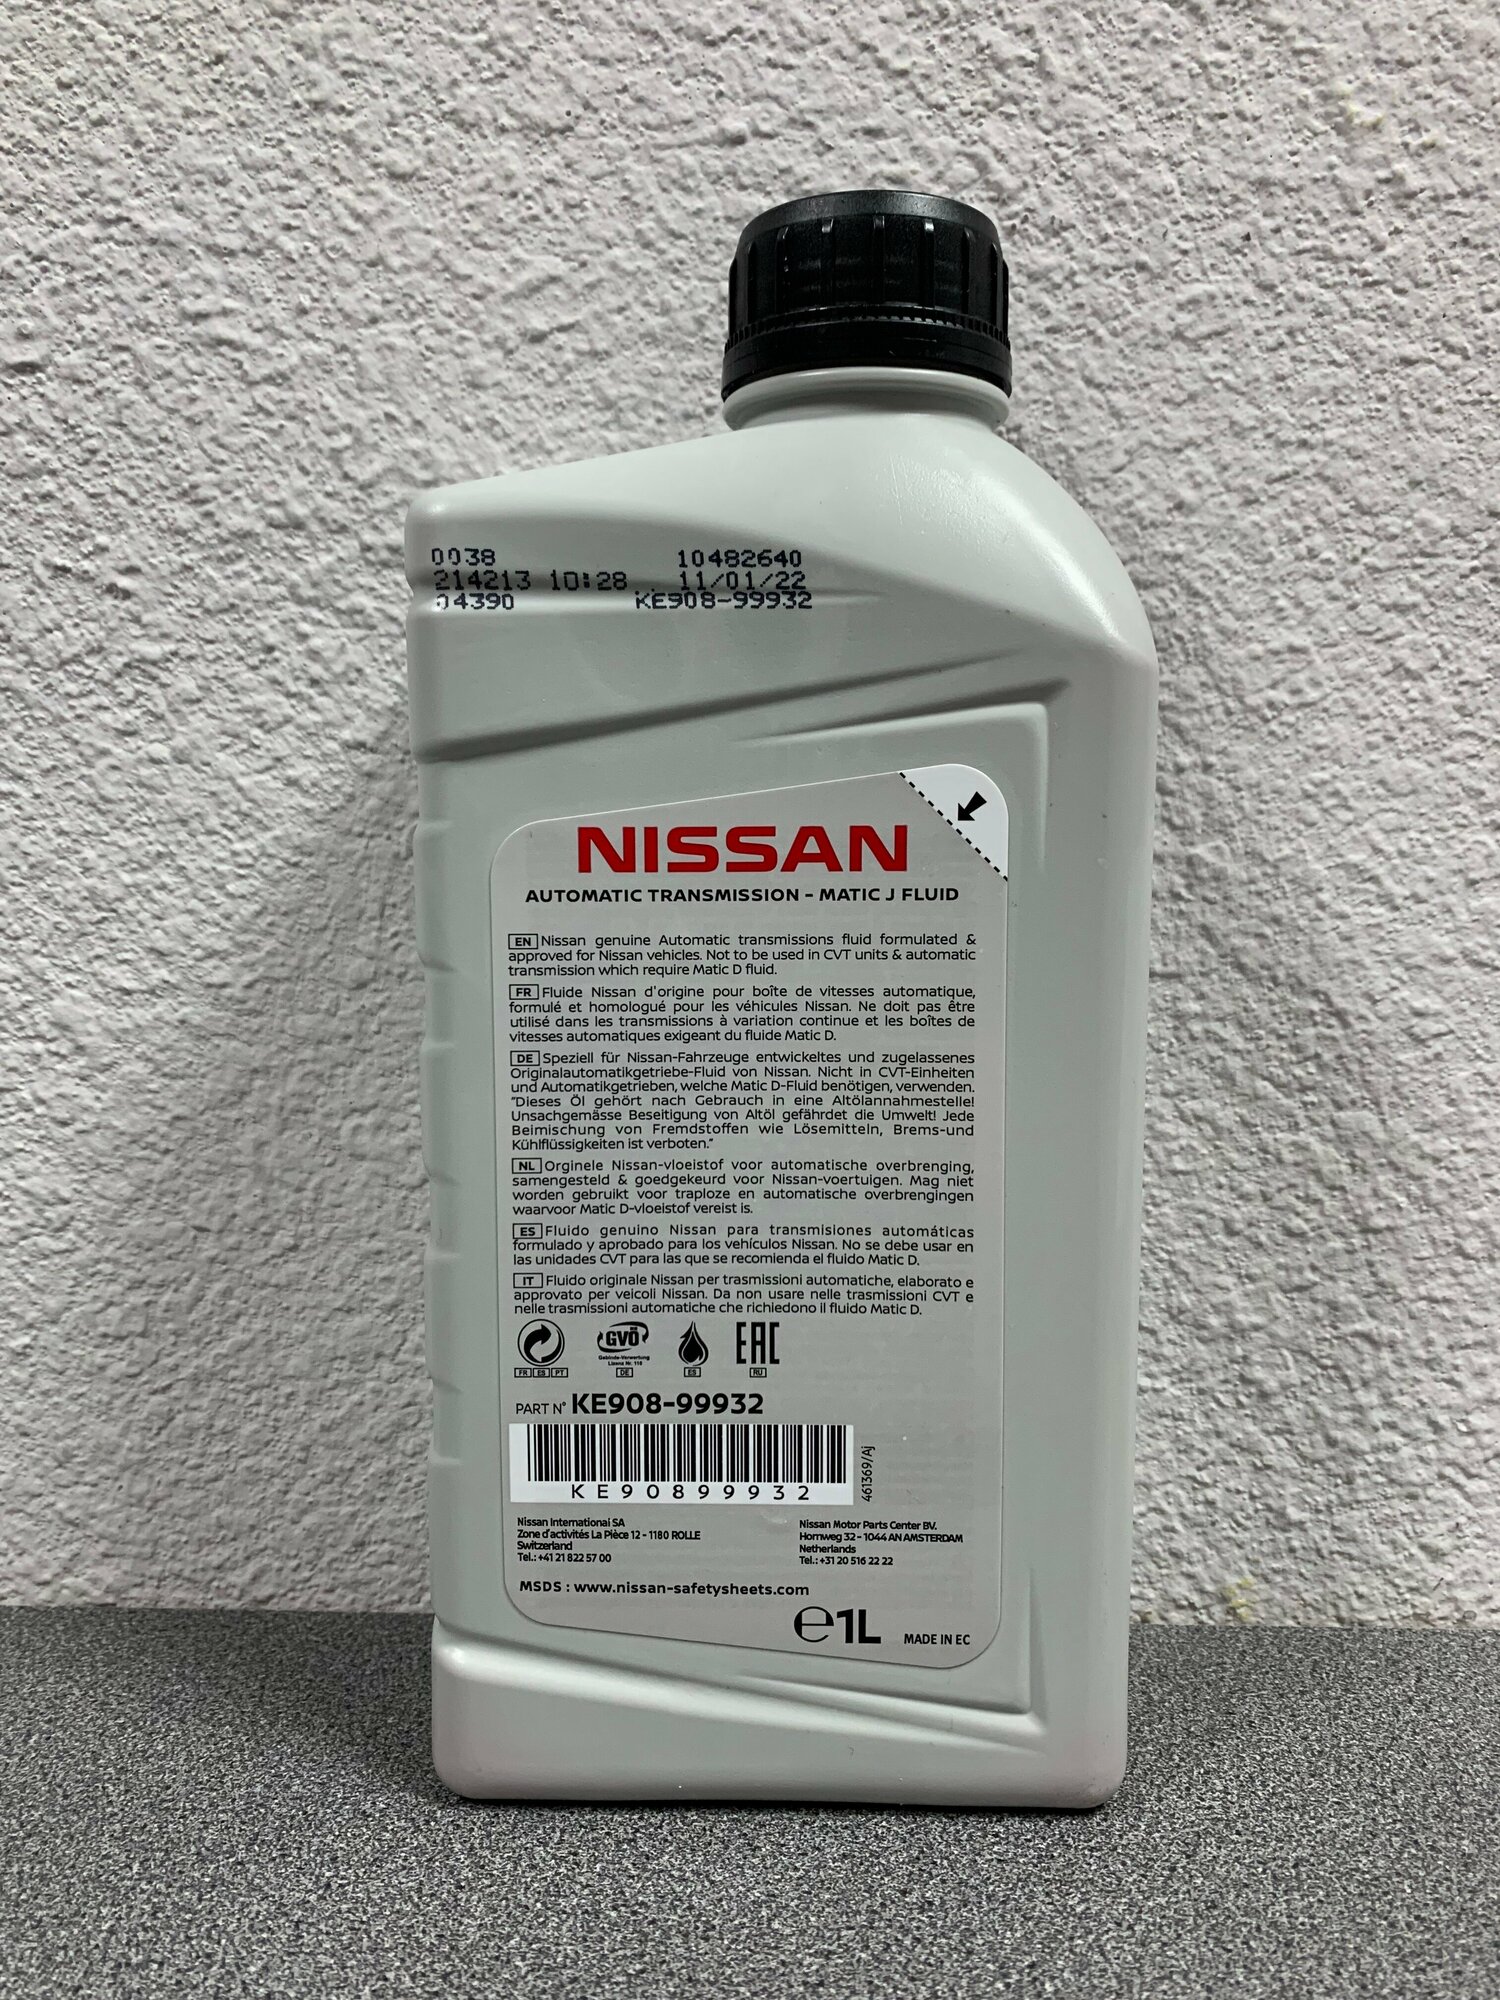 0038 10482640
214213 10:28 11/01/22
04390 KE908-99932
NISSAN
AUTOMATIC TRANSMISSION - MATIC J FLUID
EN Nissan genuine Automatic transmissions fluid formulated &
approved for Nissan vehicles. Not to be used in CVT units & automatic
transmission which require Matic D fluid.
FR Fluide Nissan d'origine pour boîte de vitesses automatique,
formulé et homologué pour les véhicules Nissan. Ne doit pas être
utilisé dans les transmissions à variation continue et les boîtes de
vitesses automatiques exigeant du fluide Matic D.
DE Speziell für Nissan-Fahrzeuge entwickeltes und zugelassenes
Originalautomatikgetriebe-Fluid von Nissan. Nicht in CVT-Einheiten
und Automatikgetrieben, welche Matic D-Fluid benötigen, verwenden.
"Dieses Öl gehört nach Gebrauch in eine Altölannahmestelle!
Unsachgemässe Beseitigung von Altöl gefährdet die Umwelt! Jede
Beimischung von Fremdstoffen wie Lösemitteln, Brems-und
Kühlflüssigkeiten ist verboten."
NL Orginele Nissan-vloeistof voor automatische overbrenging,
samengesteld & goedgekeurd voor Nissan-voertuigen. Mag niet
worden gebruikt voor traploze en automatische overbrengingen
waarvoor Matic D-vloeistof vereist is.
ES Fluido genuino Nissan para transmisiones automáticas
formulado y aprobado para los vehículos Nissan. No se debe usar en
las unidades CVT para las que se recomienda el fluido Matic D.
IT Fluido originale Nissan per trasmissioni automatiche, elaborato e
approvato per veicoli Nissan. Da non usare nelle trasmissioni CVT e
nelle trasmissioni automatiche che richiedono il fluido Matic D.
GVÖ EAC
Gebinde-Verwertung
Lizenz Nr. 118
FR ES PT DE ES RU
PART N° KE908-99932
KE90899932
461369/Aj
Nissan International SA
Zone d'activités La Pièce 12 - 1180 ROLLE
Switzerland
Tel.: +41 21 822 57 00
Nissan Motor Parts Center BV.
Hornweg 32 - 1044 AN AMSTERDAM
Netherlands
Tel.: +31 20 516 22 22
MSDS : www.nissan-safetysheets.com
℮1L MADE IN EC